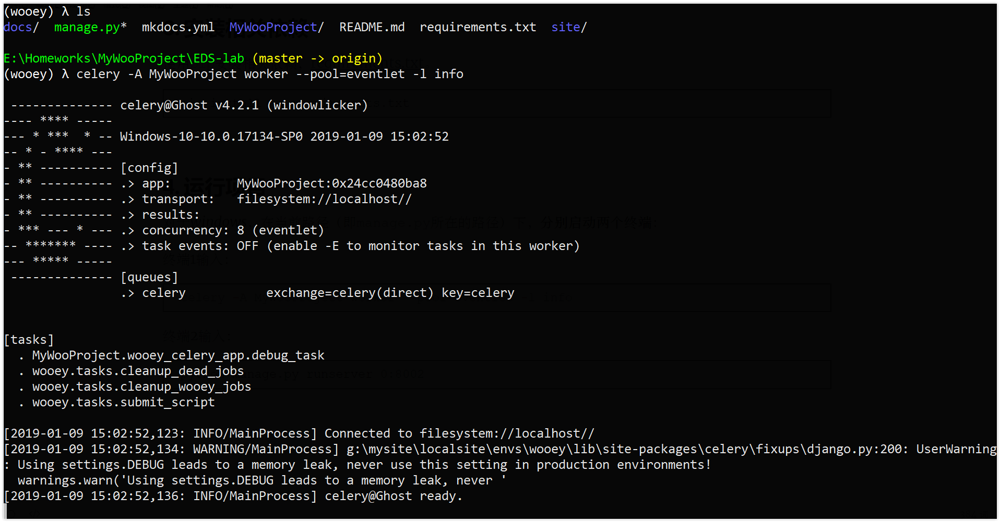 (wooey) λ ls
docs/  manage.py*  mkdocs.yml  MyWooProject/  README.md  requirements.txt  site/
E:\Homeworks\MyWooProject\EDS-lab (master -> origin)
(wooey) λ celery -A MyWooProject worker --pool=eventlet -l info
 -------------- celery@Ghost v4.2.1 (windowlicker)
---- **** -----
--- * ***  * -- Windows-10-10.0.17134-SP0 2019-01-09 15:02:52
-- * - **** ---
- ** ---------- [config]
- ** ---------- .> app:         MyWooProject:0x24cc0480ba8
- ** ---------- .> transport:   filesystem://localhost//
- ** ---------- .> results:
- *** --- * --- .> concurrency: 8 (eventlet)
-- ******* ---- .> task events: OFF (enable -E to monitor tasks in this worker)
--- ***** -----
 -------------- [queues]
                .> celery           exchange=celery(direct) key=celery
[tasks]
  . MyWooProject.wooey_celery_app.debug_task
  . wooey.tasks.cleanup_dead_jobs
  . wooey.tasks.cleanup_wooey_jobs
  . wooey.tasks.submit_script
[2019-01-09 15:02:52,123: INFO/MainProcess] Connected to filesystem://localhost//
[2019-01-09 15:02:52,134: WARNING/MainProcess] g:\mysite\localsite\envs\wooey\lib\site-packages\celery\fixups\django.py:200: UserWarning
: Using settings.DEBUG leads to a memory leak, never use this setting in production environments!
  warnings.warn('Using settings.DEBUG leads to a memory leak, never '
[2019-01-09 15:02:52,136: INFO/MainProcess] celery@Ghost ready.